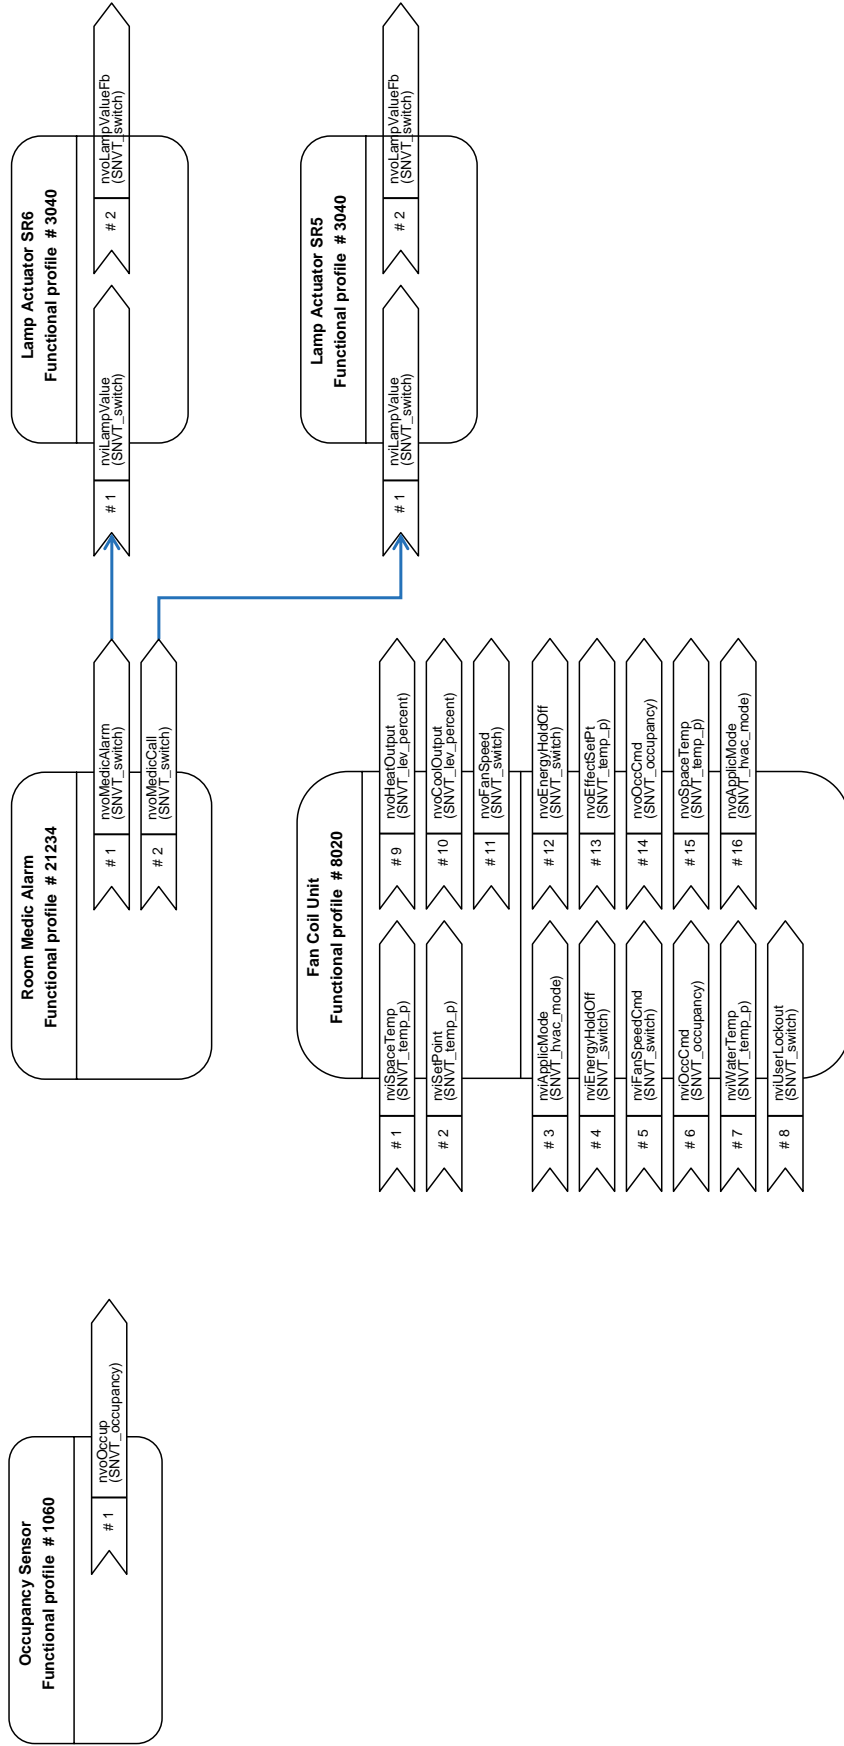 Occupancy Sensor
Functional profile # 1060
# 1
nvoOccup
(SNVT_occupancy)
Room Medic Alarm
Functional profile # 21234
# 1
nvoMedicAlarm
(SNVT_switch)
# 2
nvoMedicCall
(SNVT_switch)
Lamp Actuator SR6
Functional profile # 3040
# 1
nviLampValue
(SNVT_switch)
# 2
nvoLampValueFb
(SNVT_switch)
Fan Coil Unit
Functional profile # 8020
# 1
nviSpaceTemp
(SNVT_temp_p)
# 2
nviSetPoint
(SNVT_temp_p)
# 3
nviApplicMode
(SNVT_hvac_mode)
# 4
nviEnergyHoldOff
(SNVT_switch)
# 5
nviFanSpeedCmd
(SNVT_switch)
# 6
nviOccCmd
(SNVT_occupancy)
# 7
nviWaterTemp
(SNVT_temp_p)
# 8
nviUserLockout
(SNVT_switch)
# 9
nvoHeatOutput
(SNVT_lev_percent)
# 10
nvoCoolOutput
(SNVT_lev_percent)
# 11
nvoFanSpeed
(SNVT_switch)
# 12
nvoEnergyHoldOff
(SNVT_switch)
# 13
nvoEffectSetPt
(SNVT_temp_p)
# 14
nvoOccCmd
(SNVT_occupancy)
# 15
nvoSpaceTemp
(SNVT_temp_p)
# 16
nvoApplicMode
(SNVT_hvac_mode)
Lamp Actuator SR5
Functional profile # 3040
# 1
nviLampValue
(SNVT_switch)
# 2
nvoLampValueFb
(SNVT_switch)